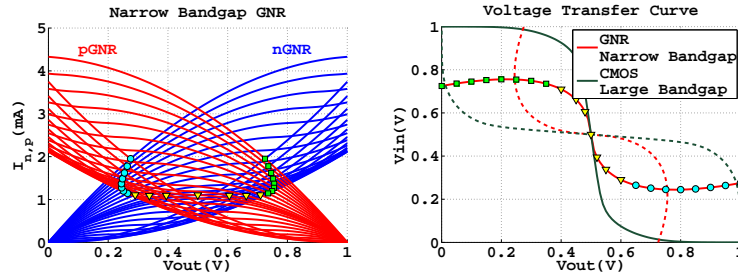 Narrow Bandgap GNR
pGNR
nGNR
5
4
3
2
1
0
I_n,p(mA)
0
0.2
0.4
0.6
0.8
1
Vout(V)
Voltage Transfer Curve
GNR
Narrow Bandgap
CMOS
Large Bandgap
1
0.8
0.6
0.4
0.2
0
Vin(V)
0
0.2
0.4
0.6
0.8
1
Vout(V)